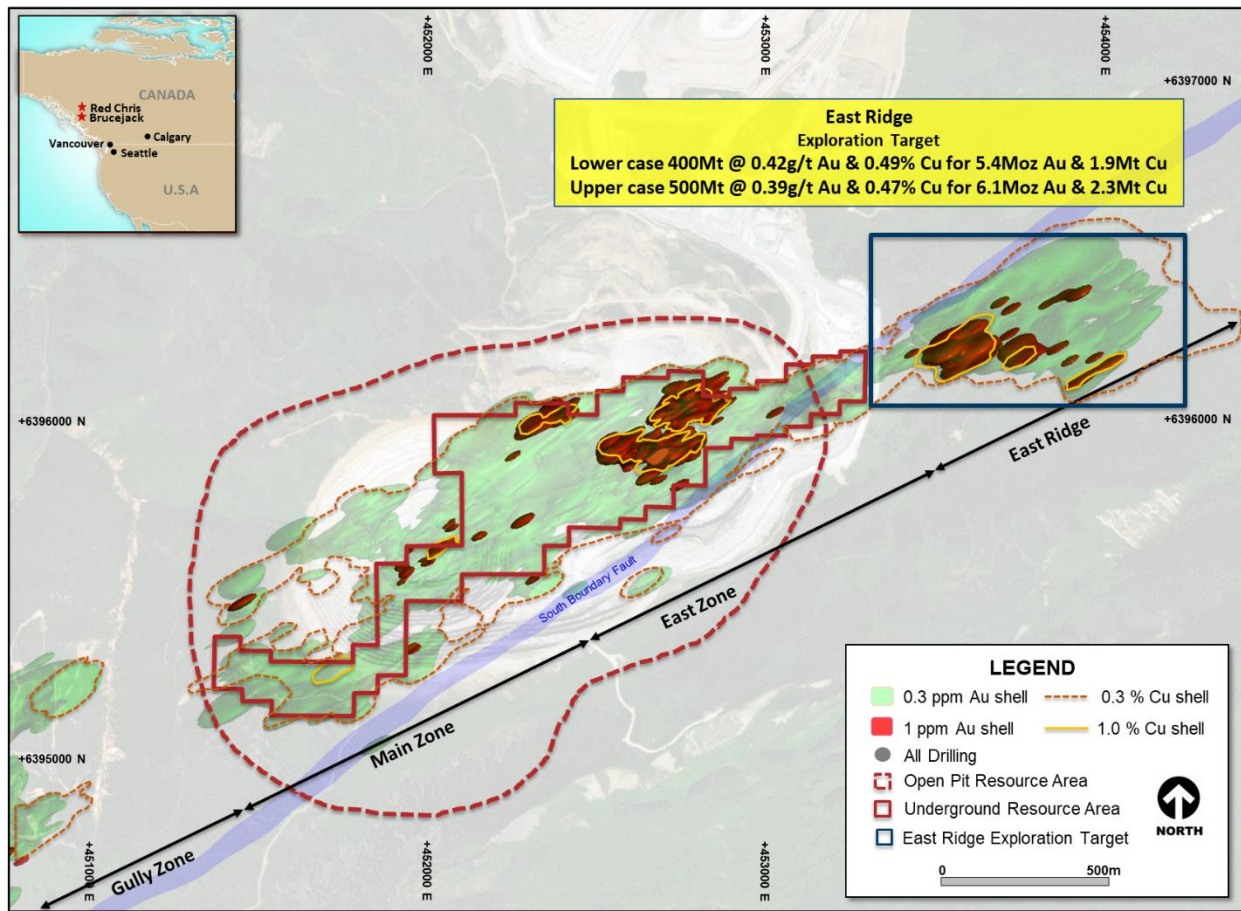 +452000 E
+453000 E
+454000 E
+6397000 N
CANADA
Red Chris
Brucejack
Calgary
Vancouver
Seattle
U.S.A
East Ridge
Exploration Target
Lower case 400Mt @ 0.42g/t Au & 0.49% Cu for 5.4Moz Au & 1.9Mt Cu
Upper case 500Mt @ 0.39g/t Au & 0.47% Cu for 6.1Moz Au & 2.3Mt Cu
+6396000 N
+6396000 N
East Ridge
South Boundary Fault
East Zone
Main Zone
Gully Zone
+6395000 N
+451000 E
+452000 E
+453000 E
LEGEND
0.3 ppm Au shell
0.3 % Cu shell
1 ppm Au shell
1.0 % Cu shell
All Drilling
Open Pit Resource Area
Underground Resource Area
East Ridge Exploration Target
NORTH
0
500m